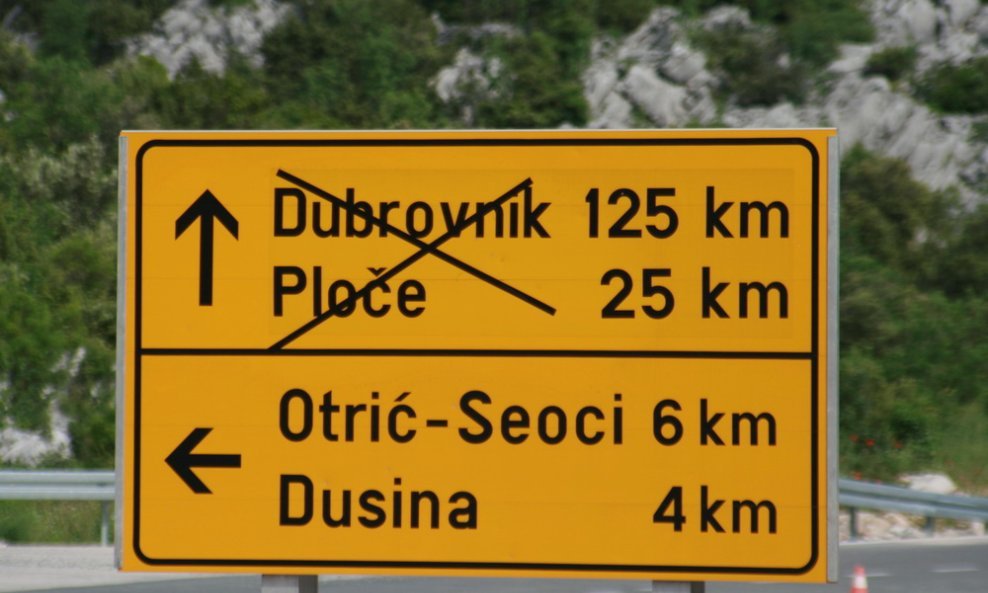 Dubrovnik 125 km
Ploče 25 km
Otrić-Seoci 6 km
Dusina 4 km